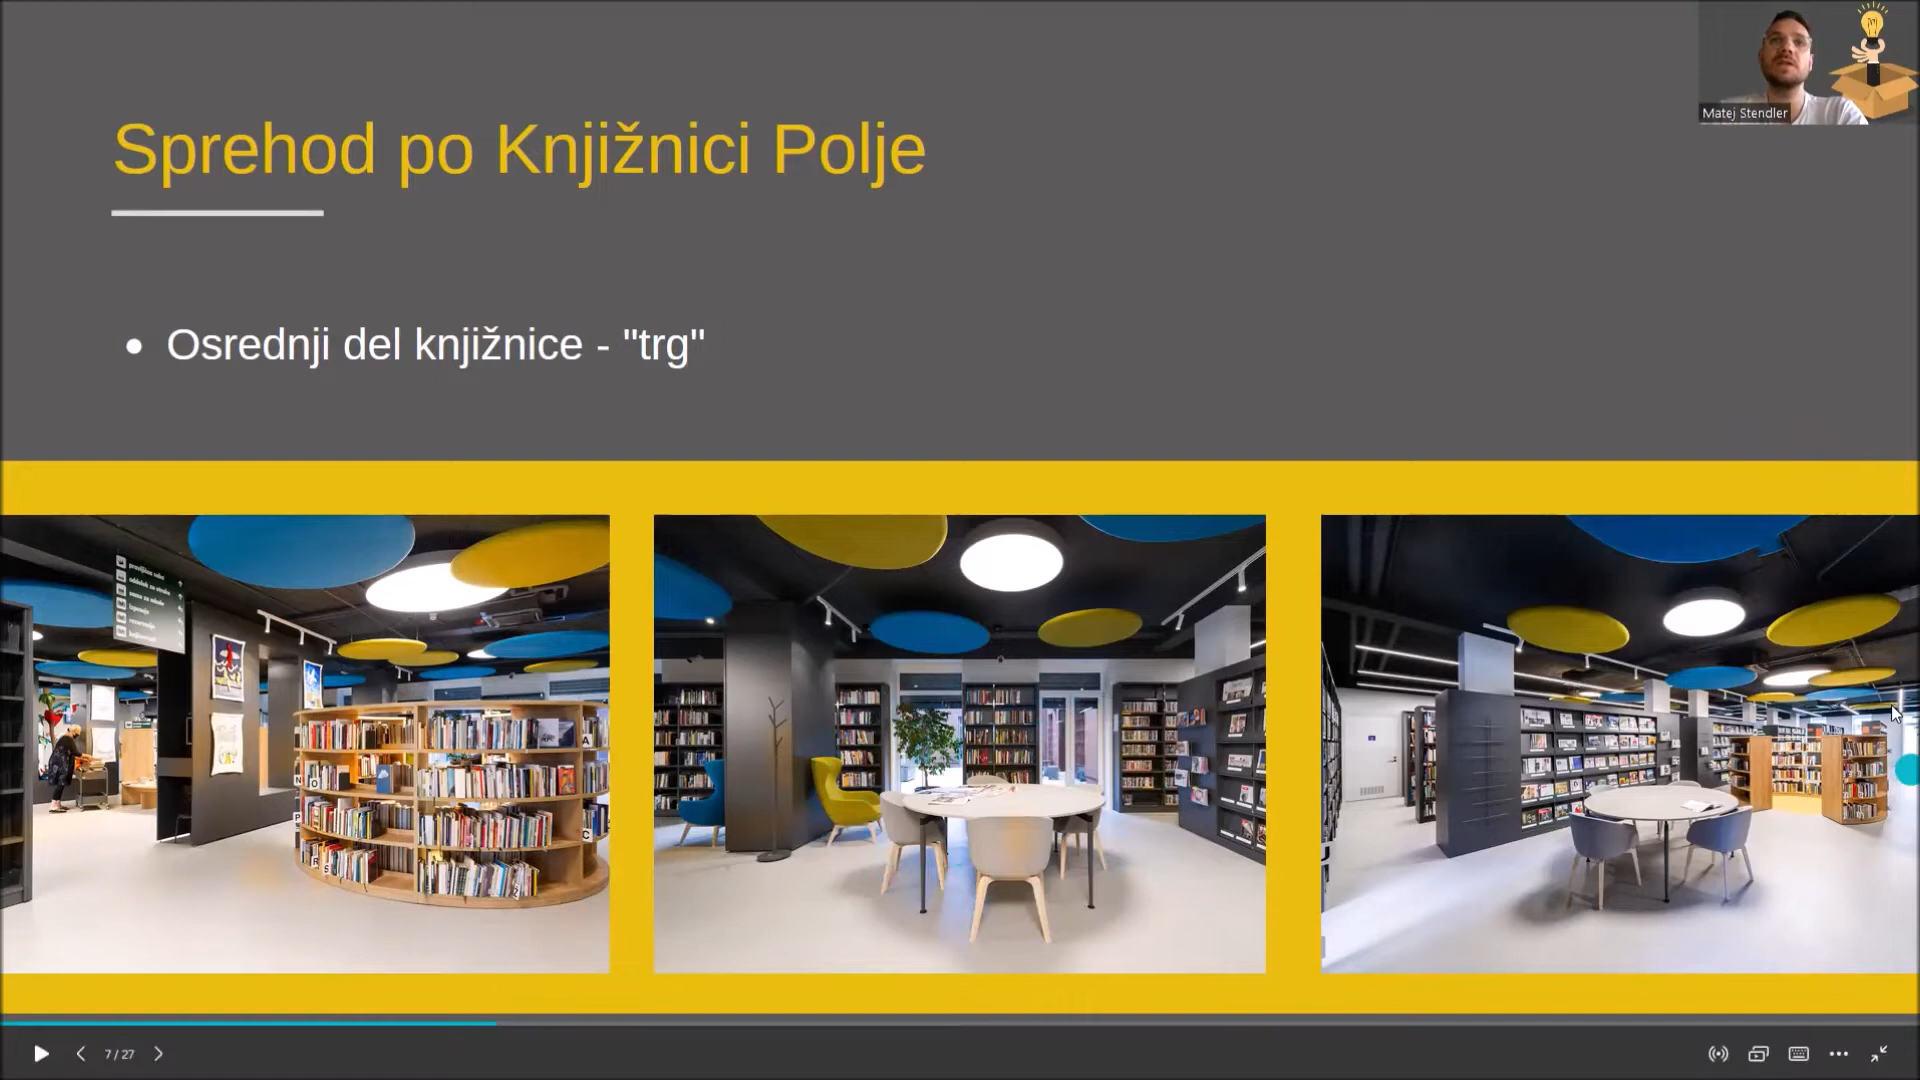 Matej Stendler
Sprehod po Knjižnici Polje
• Osrednji del knjižnice - "trg"
N
O
P
R
S
A
C
7 / 27